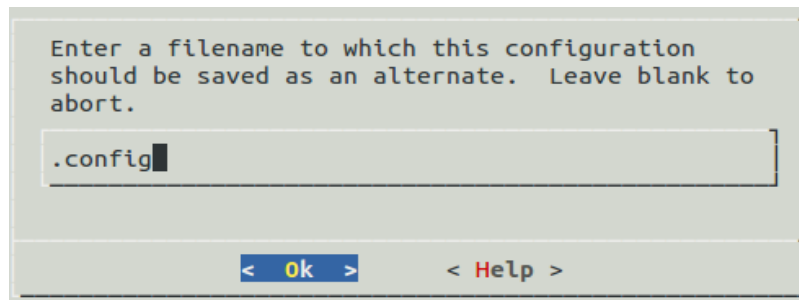 Enter a filename to which this configuration
should be saved as an alternate.  Leave blank to
abort.
.config
<  Ok  >
< Help >